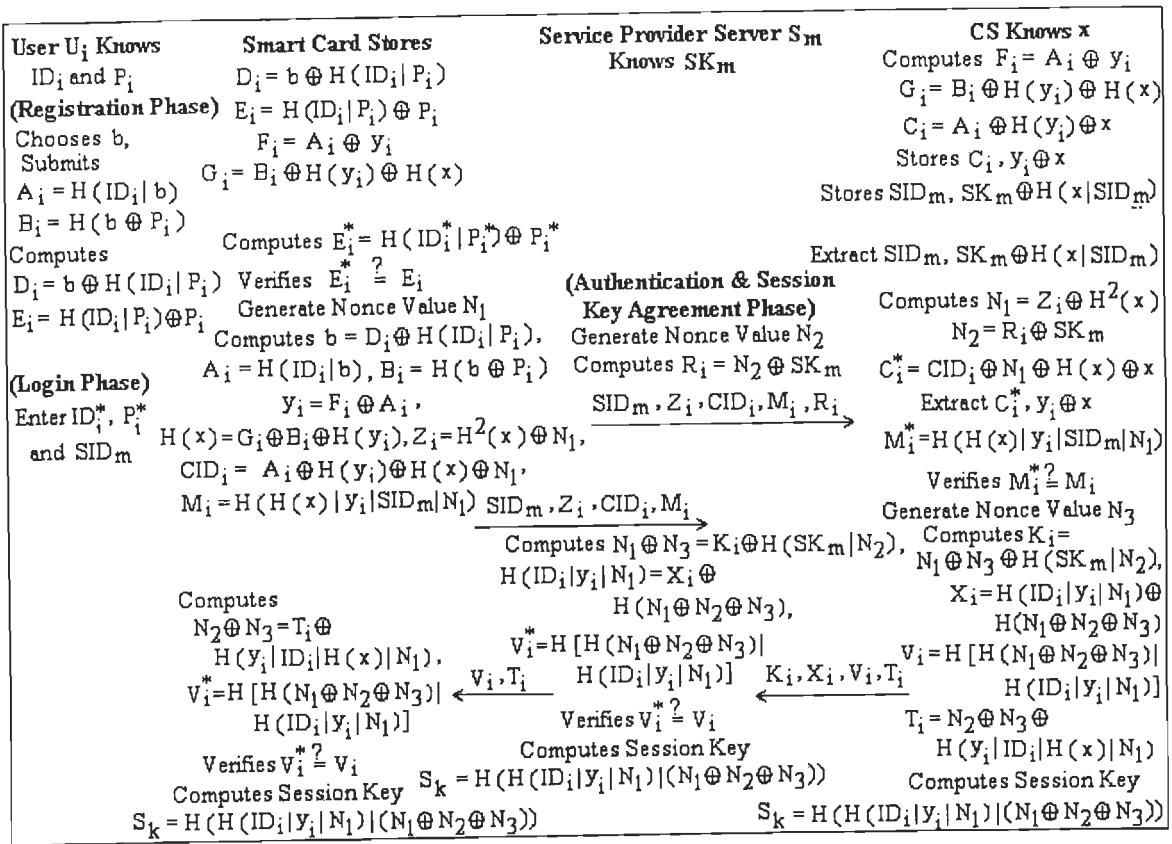 User U_i Knows
ID_i and P_i
(Registration Phase)
Chooses b,
Submits
A_i = H(ID_i|b)
B_i = H(b ⊕ P_i)
Computes
D_i = b ⊕ H(ID_i|P_i)
E_i = H(ID_i|P_i) ⊕ P_i
(Login Phase)
Enter ID_i^*, P_i^*
and SID_m
Smart Card Stores
D_i = b ⊕ H(ID_i|P_i)
E_i = H(ID_i|P_i) ⊕ P_i
F_i = A_i ⊕ y_i
G_i = B_i ⊕ H(y_i) ⊕ H(x)
Computes E_i^* = H(ID_i^*|P_i^*) ⊕ P_i^*
Verifies E_i^* ≟ E_i
Generate Nonce Value N_1
Computes b = D_i ⊕ H(ID_i|P_i),
A_i = H(ID_i|b), B_i = H(b ⊕ P_i)
y_i = F_i ⊕ A_i,
H(x) = G_i ⊕ B_i ⊕ H(y_i), Z_i = H^2(x) ⊕ N_1,
CID_i = A_i ⊕ H(y_i) ⊕ H(x) ⊕ N_1,
M_i = H(H(x)|y_i|SID_m|N_1)
SID_m, Z_i, CID_i, M_i
Service Provider Server S_m
Knows SK_m
(Authentication & Session
Key Agreement Phase)
Generate Nonce Value N_2
Computes R_i = N_2 ⊕ SK_m
SID_m, Z_i, CID_i, M_i, R_i
CS Knows x
Computes F_i = A_i ⊕ y_i
G_i = B_i ⊕ H(y_i) ⊕ H(x)
C_i = A_i ⊕ H(y_i) ⊕ x
Stores C_i, y_i ⊕ x
Stores SID_m, SK_m ⊕ H(x|SID_m)
Extract SID_m, SK_m ⊕ H(x|SID_m)
Computes N_1 = Z_i ⊕ H^2(x)
N_2 = R_i ⊕ SK_m
C_i^* = CID_i ⊕ N_1 ⊕ H(x) ⊕ x
Extract C_i^*, y_i ⊕ x
M_i^* = H(H(x)|y_i|SID_m|N_1)
Verifies M_i^* ≟ M_i
Generate Nonce Value N_3
Computes K_i =
N_1 ⊕ N_3 ⊕ H(SK_m|N_2),
X_i = H(ID_i|y_i|N_1) ⊕
H(N_1 ⊕ N_2 ⊕ N_3)
V_i = H[H(N_1 ⊕ N_2 ⊕ N_3)|
H(ID_i|y_i|N_1)]
T_i = N_2 ⊕ N_3 ⊕
H(y_i|ID_i|H(x)|N_1)
Computes Session Key
S_k = H(H(ID_i|y_i|N_1)|(N_1 ⊕ N_2 ⊕ N_3))
K_i, X_i, V_i, T_i
Computes N_1 ⊕ N_3 = K_i ⊕ H(SK_m|N_2),
H(ID_i|y_i|N_1) = X_i ⊕
H(N_1 ⊕ N_2 ⊕ N_3),
V_i^* = H[H(N_1 ⊕ N_2 ⊕ N_3)|
H(ID_i|y_i|N_1)]
Verifies V_i^* ≟ V_i
Computes Session Key
S_k = H(H(ID_i|y_i|N_1)|(N_1 ⊕ N_2 ⊕ N_3))
V_i, T_i
Computes
N_2 ⊕ N_3 = T_i ⊕
H(y_i|ID_i|H(x)|N_1),
V_i^* = H[H(N_1 ⊕ N_2 ⊕ N_3)|
H(ID_i|y_i|N_1)]
Verifies V_i^* ≟ V_i
Computes Session Key
S_k = H(H(ID_i|y_i|N_1)|(N_1 ⊕ N_2 ⊕ N_3))